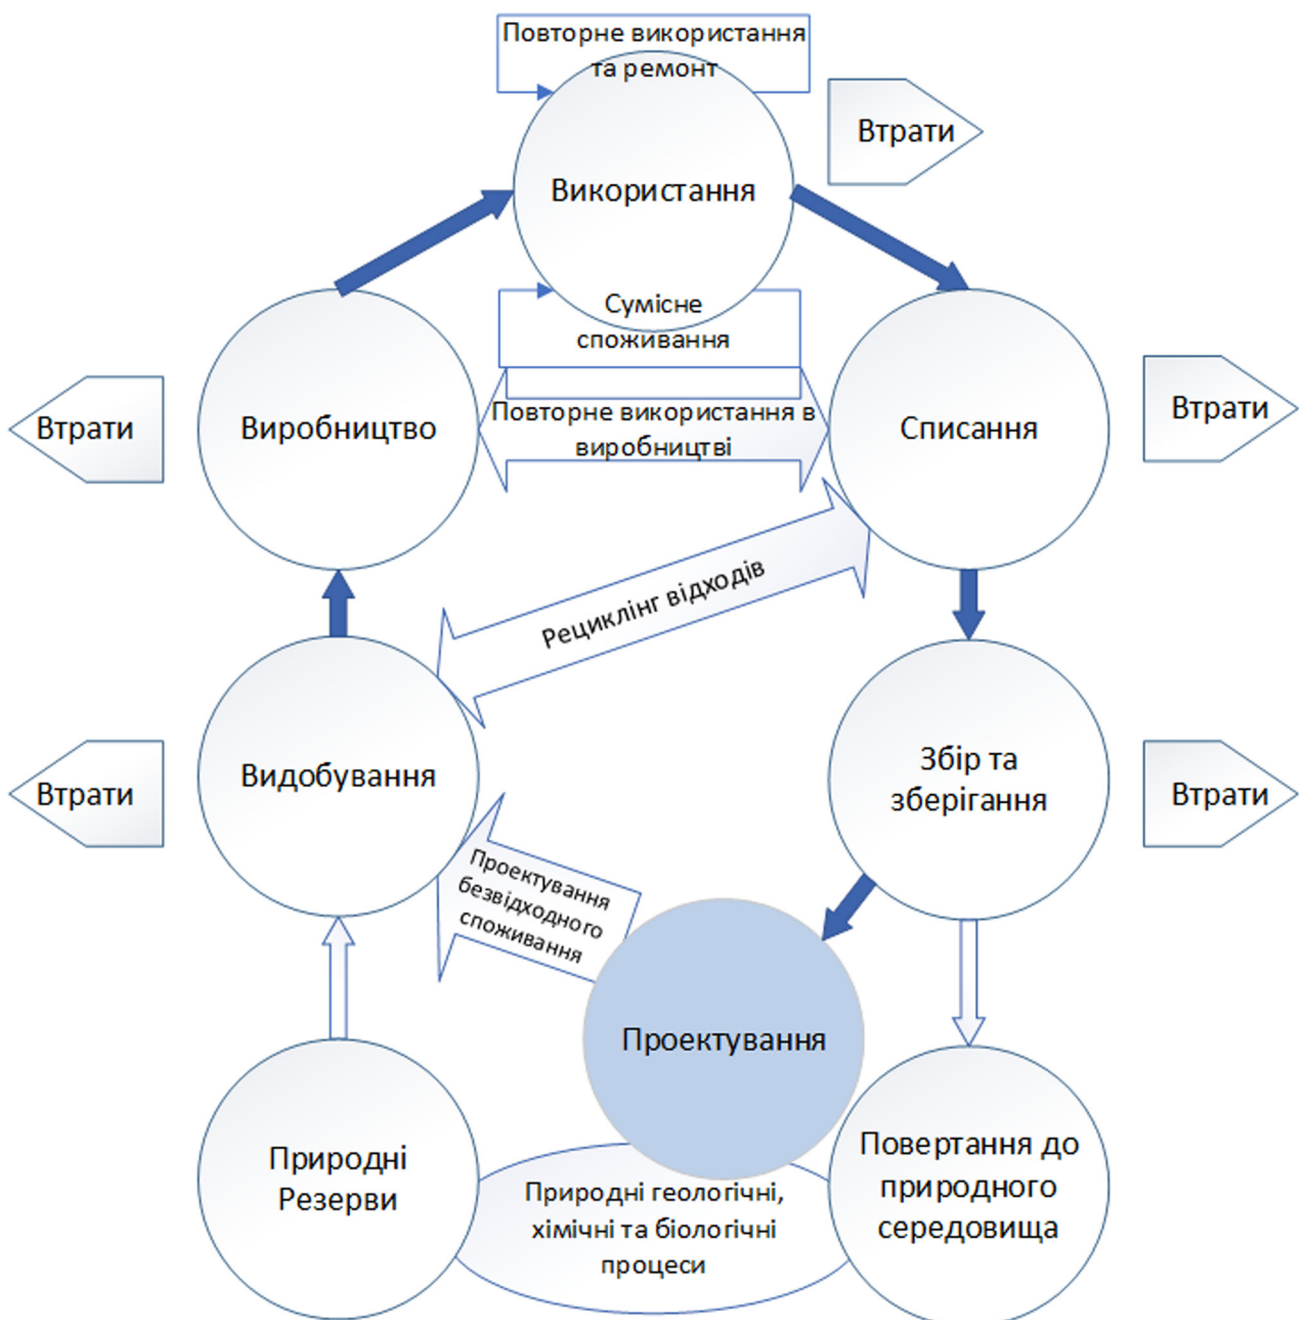 Повторне використання
та ремонт
Втрати
Використання
Сумісне
споживання
Втрати
Виробництво
Повторне використання в
виробництві
Списання
Втрати
Рециклінг відходів
Втрати
Видобування
Збір та
зберігання
Втрати
Проектування
безвідходного
споживання
Проектування
Природні
Резерви
Природні геологічні,
хімічні та біологічні
процеси
Повертання до
природного
середовища